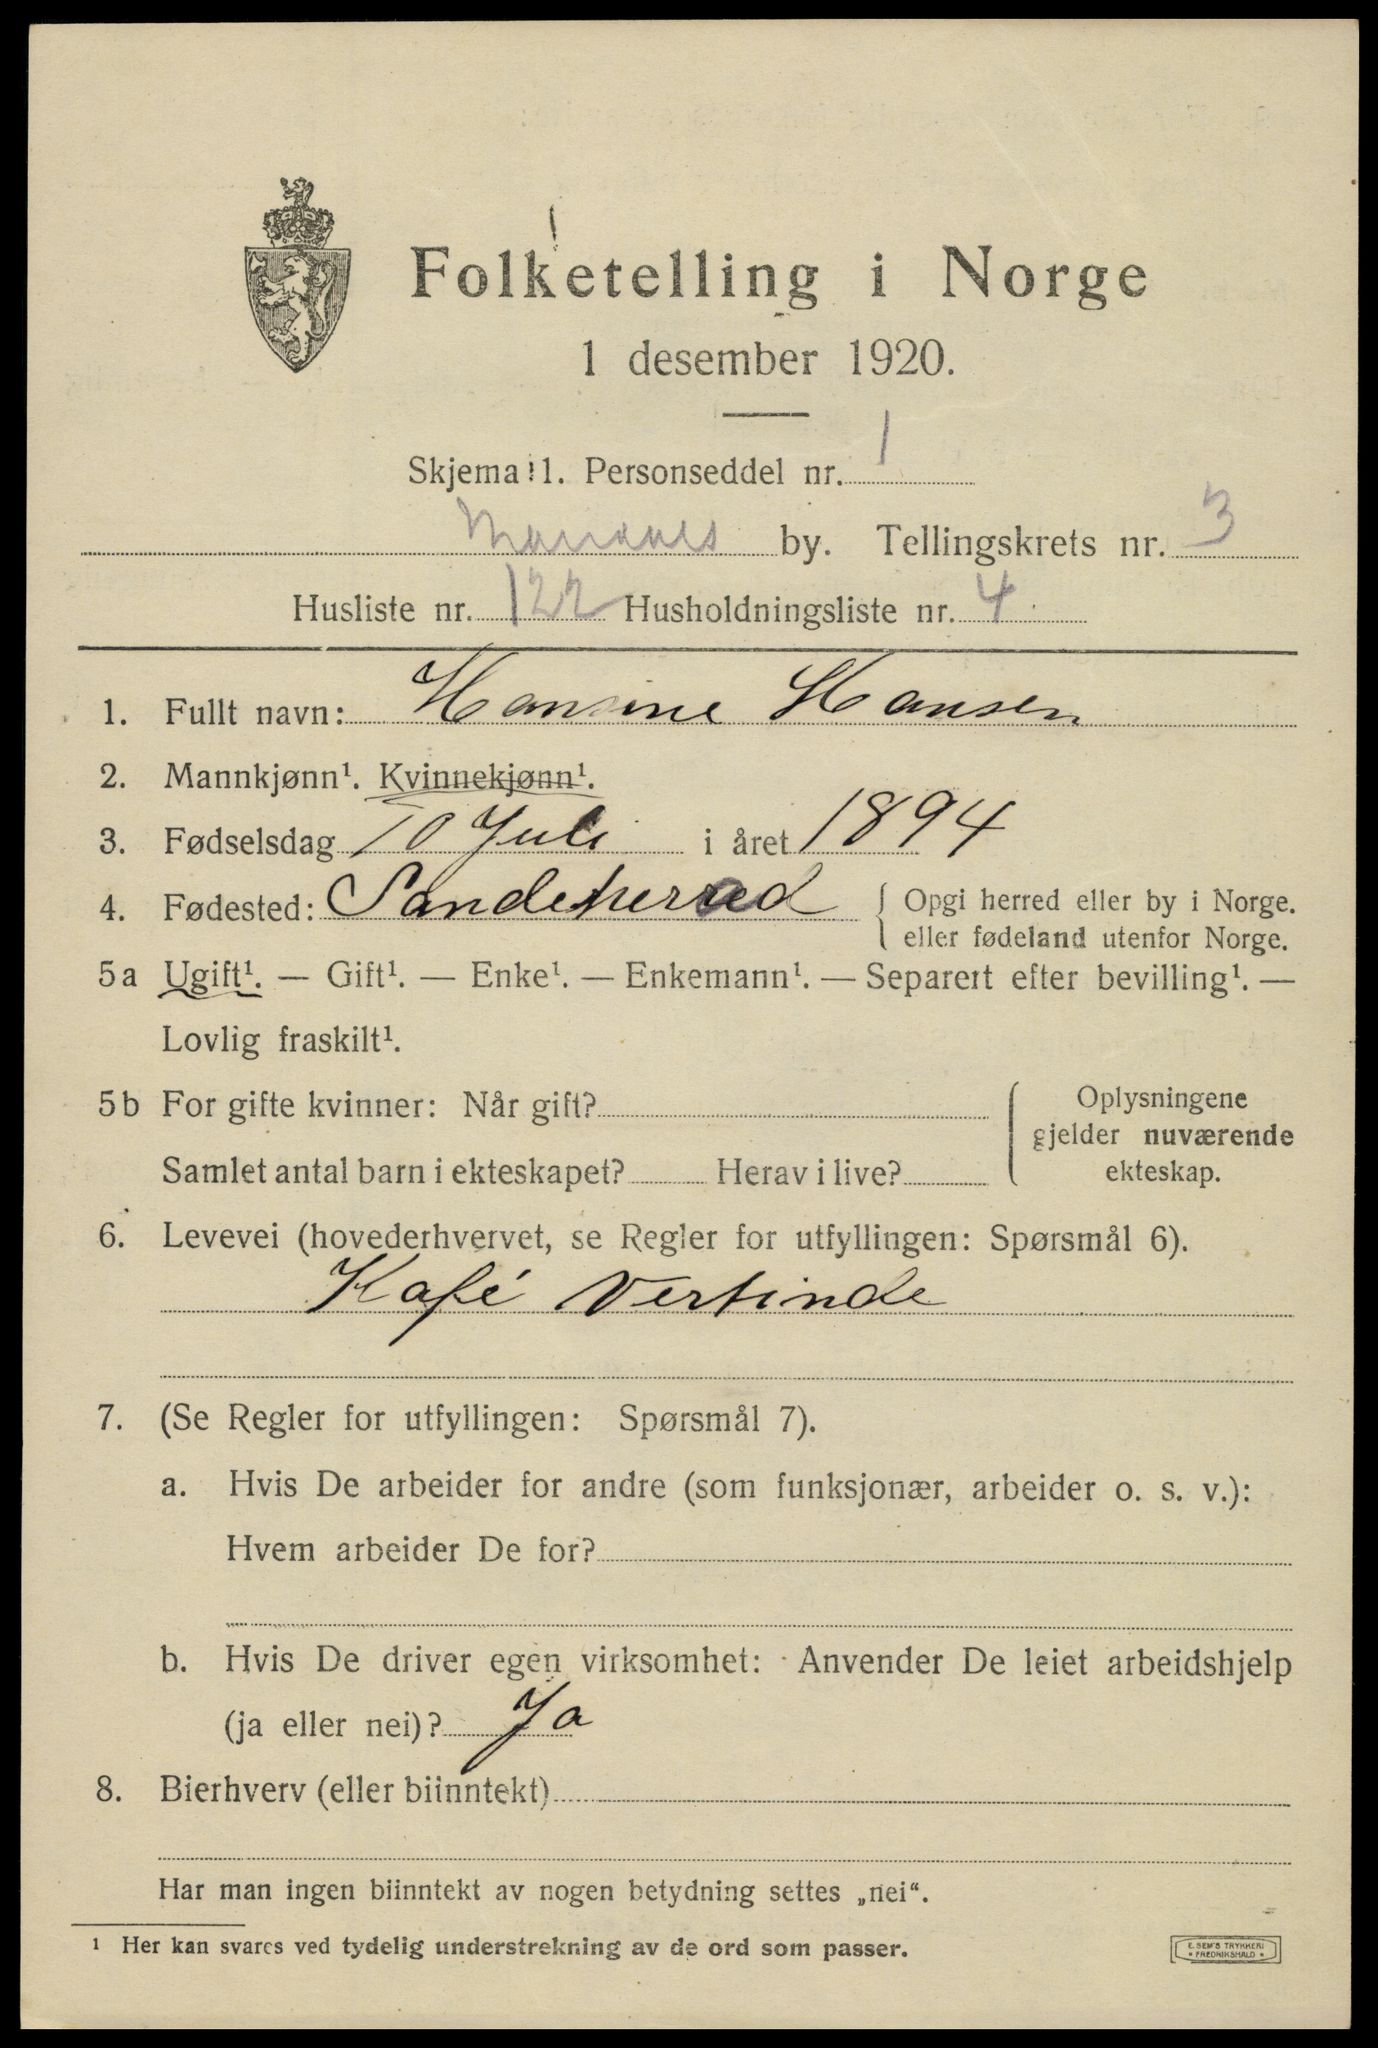 Folketelling i Norge
1 desember 1920.
Skjema 1. Personseddel nr. 1
Mandals by. Tellingskrets nr. 3
Husliste nr. 122 Husholdningsliste nr. 4
1. Fullt navn: Hansine Hansen
2. Mannkjønn¹. Kvinnekjønn¹.
3. Fødselsdag 10 Juli i året 1894
4. Fødested: Sandeherred { Opgi herred eller by i Norge.
eller fødeland utenfor Norge.
5a Ugift¹. — Gift¹. — Enke¹. — Enkemann¹. — Separert efter bevilling¹. —
Lovlig fraskilt¹.
5b For gifte kvinner: Når gift?
Samlet antal barn i ekteskapet? Herav i live?
Oplysningene
gjelder nuværende
ekteskap.
6. Levevei (hovederhvervet, se Regler for utfyllingen: Spørsmål 6).
Kafé Vertinde
7. (Se Regler for utfyllingen: Spørsmål 7).
a. Hvis De arbeider for andre (som funksjonær, arbeider o. s. v.):
Hvem arbeider De for?
b. Hvis De driver egen virksomhet: Anvender De leiet arbeidshjelp
(ja eller nei)? Ja
8. Bierhverv (eller biinntekt)
Har man ingen biinntekt av nogen betydning settes „nei“.
¹ Her kan svares ved tydelig understrekning av de ord som passer.
E. SEM'S TRYKKERI
* FREDRIKSHALD *